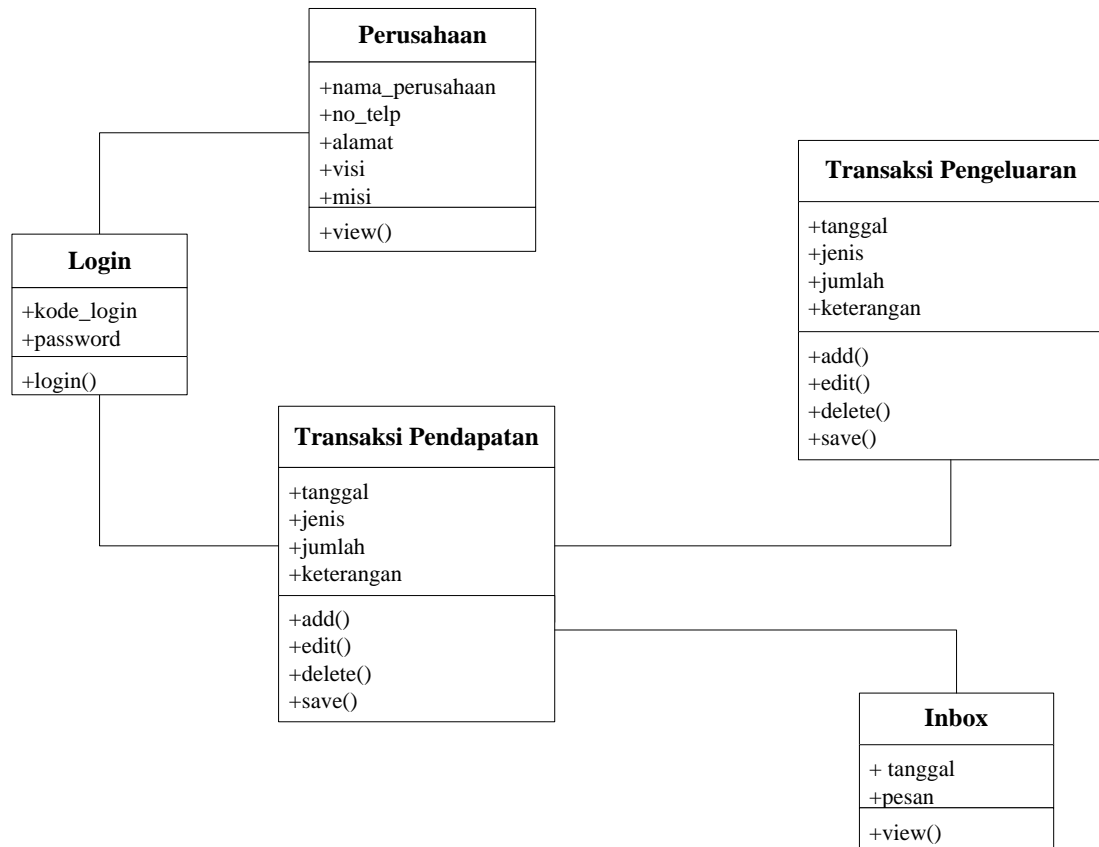 Perusahaan
+nama_perusahaan
+no_telp
+alamat
+visi
+misi
+view()
Transaksi Pengeluaran
+tanggal
+jenis
+jumlah
+keterangan
+add()
+edit()
+delete()
+save()
Login
+kode_login
+password
+login()
Transaksi Pendapatan
+tanggal
+jenis
+jumlah
+keterangan
+add()
+edit()
+delete()
+save()
Inbox
+ tanggal
+pesan
+view()